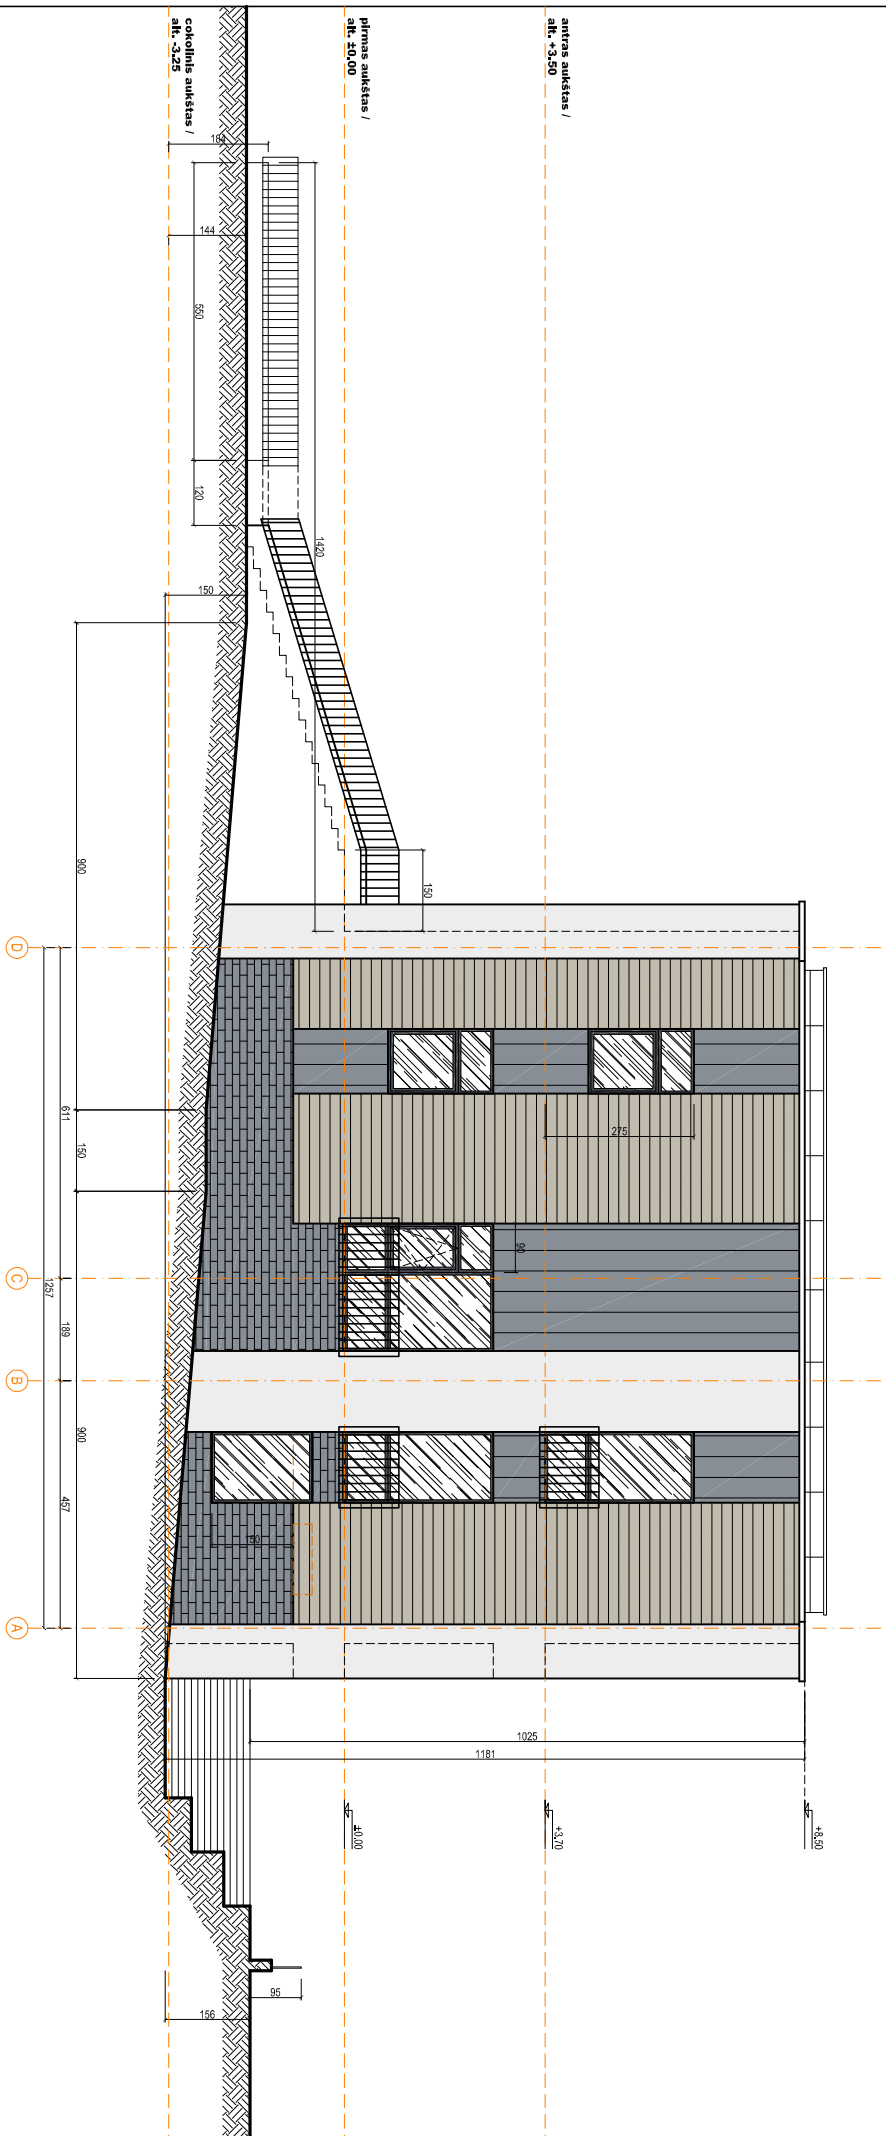 antras aukštas /
alt. +3.50
pirmas aukštas /
alt. ±0.00
cokolinis aukštas /
alt. -3.25
184
144
550
120
1420
150
150
900
D
611
150
275
90
C
1257
189
B
900
457
60
A
1025
1181
+8.50
+3.70
±0.00
95
156